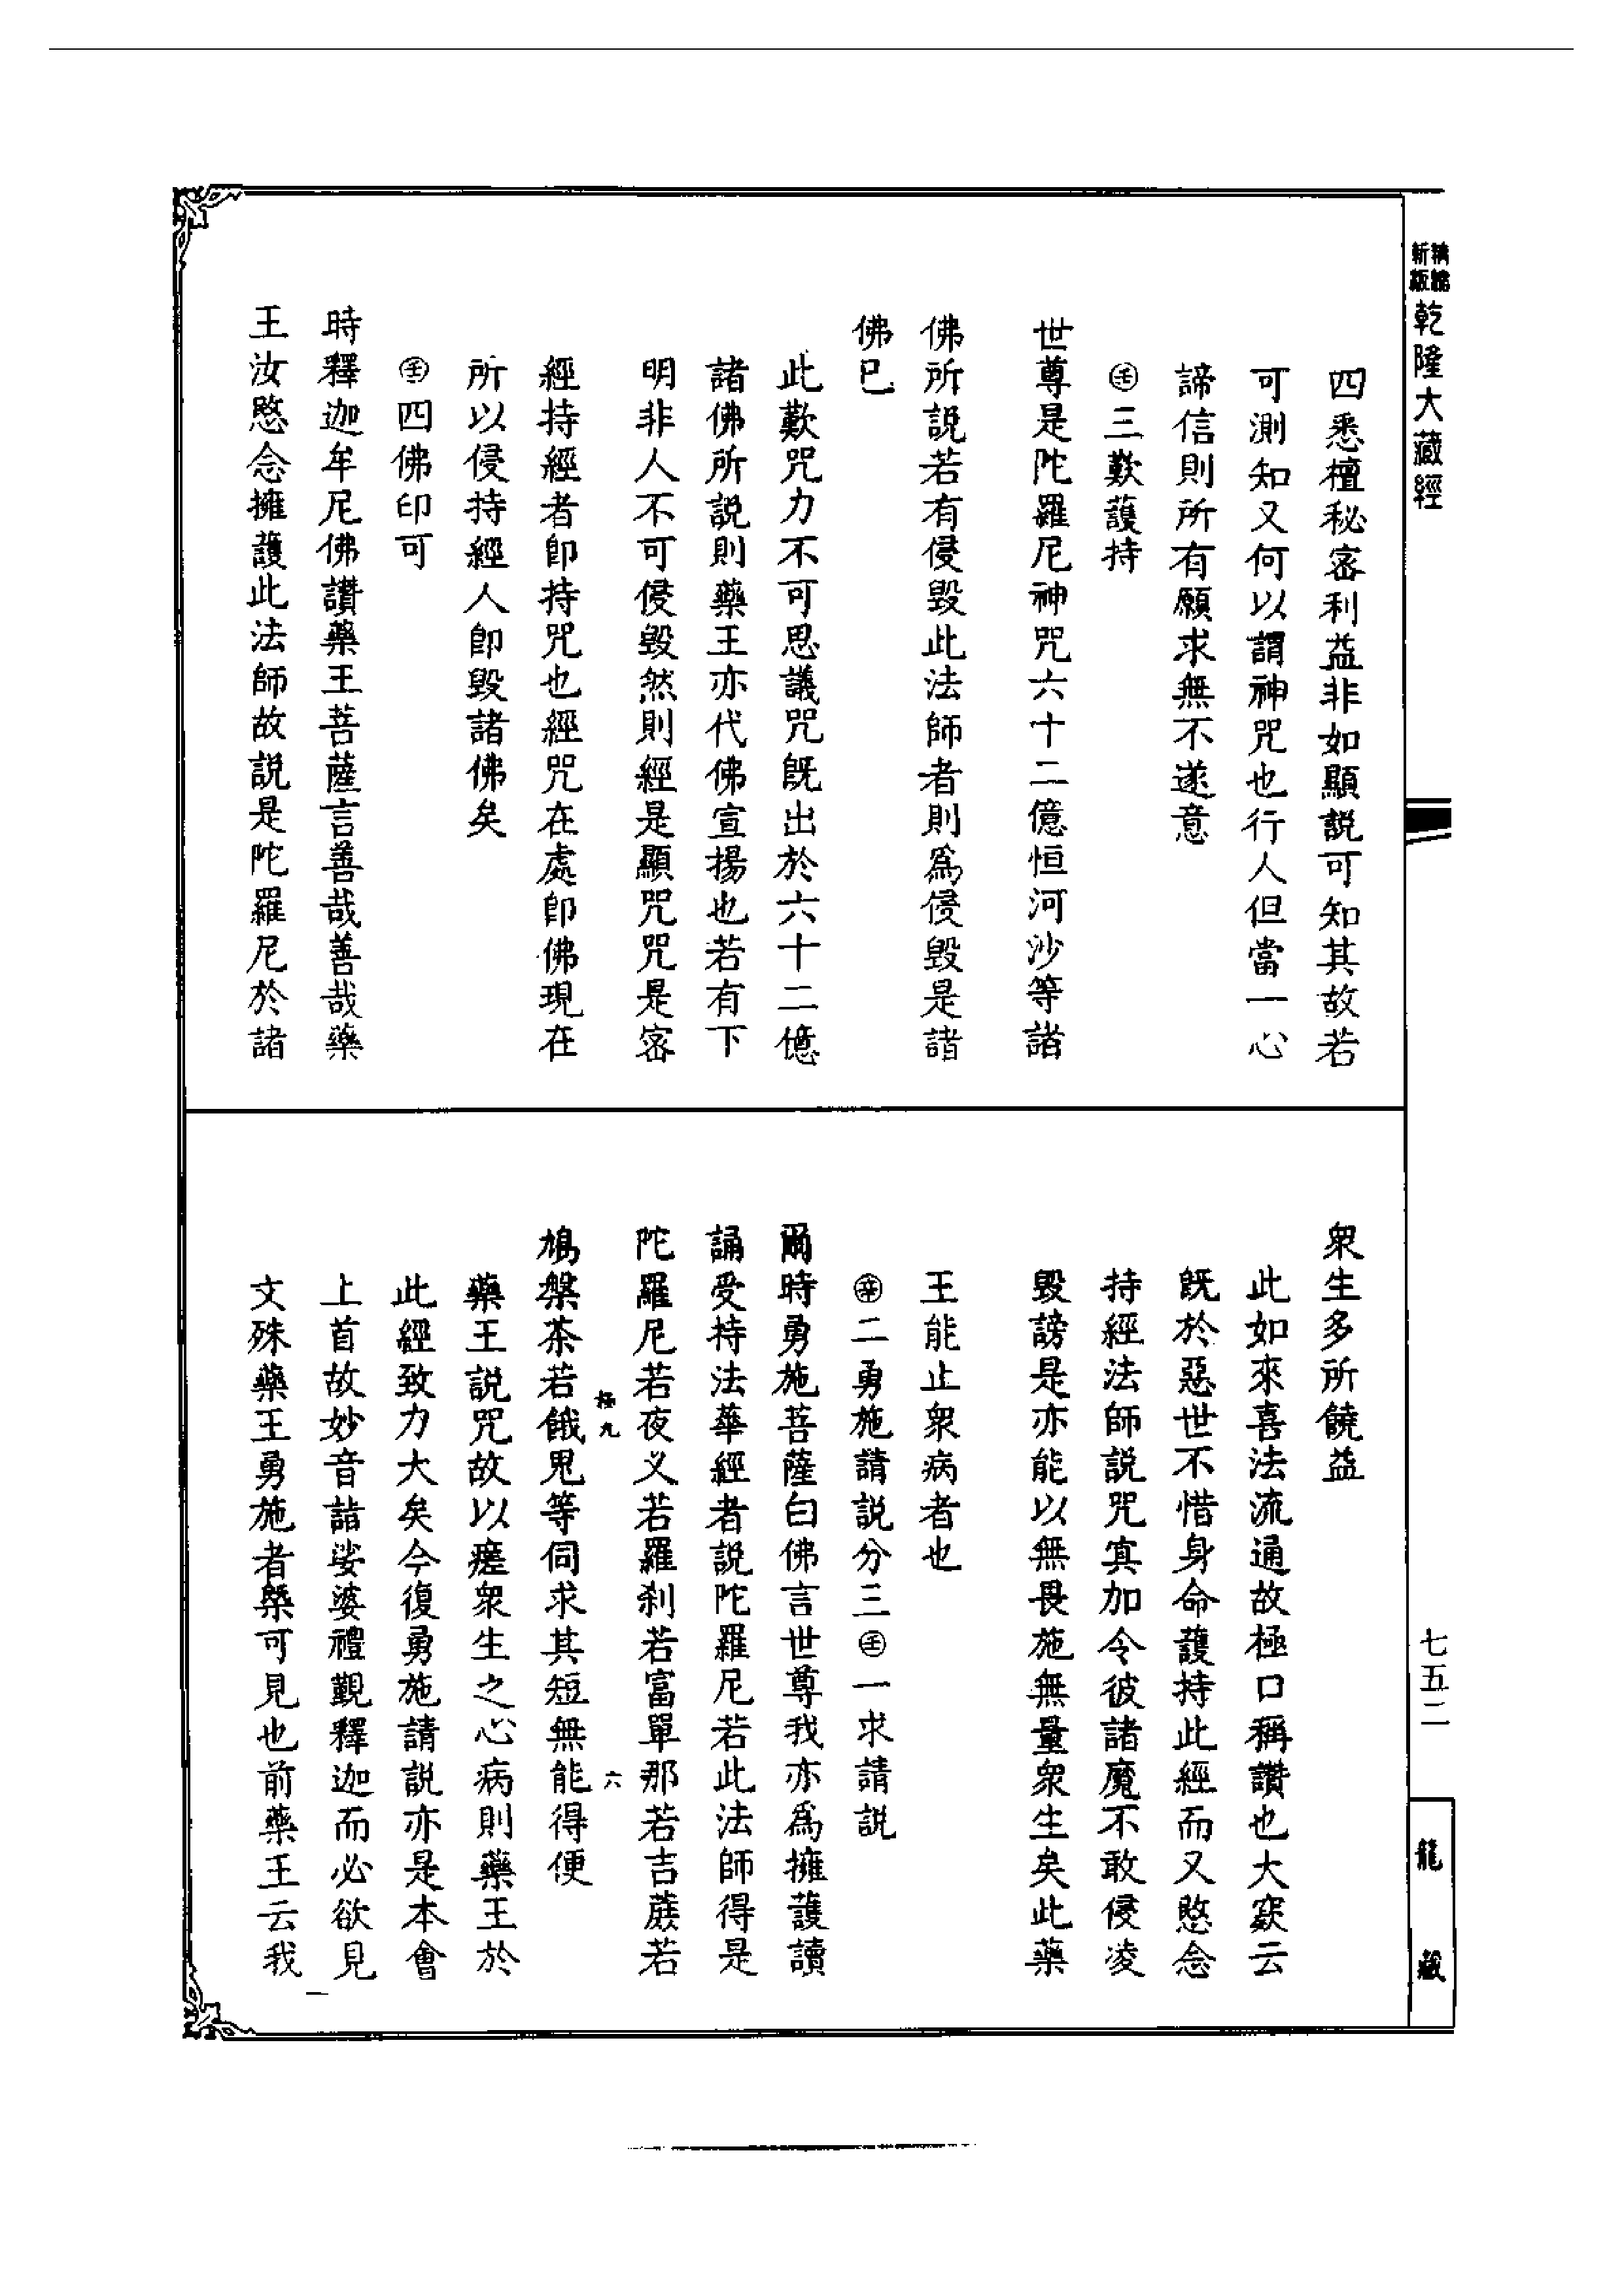 精縮新版
乾隆大藏經
四悉檀秘密利益非如顯説可知其故若
可測知又何以謂神咒也行人但當一心
諦信則所有願求無不遂意
㊂三歎護持
世尊是陀羅尼神咒六十二億恒河沙等諸
佛所説若有侵毀此法師者則為侵毀是諸
佛已
此歎咒力不可思議咒既出於六十二億
諸佛所説則藥王亦代佛宣揚也若有下
明非人不可侵毀然則經是顯咒咒是密
經持經者即持咒也經咒在處即佛現在
所以侵持經人即毀諸佛矣
壬四佛印可
時釋迦牟尼佛讚藥王菩薩言善哉善哉藥
王汝愍念擁護此法師故説是陀羅尼於諸
衆生多所饒益
此如來喜法流通故極口稱讚也大窾云
既於惡世不惜身命護持此經而又愍念
持經法師説咒冥加令彼諸魔不敢侵凌
毀謗是亦能以無畏施無量衆生矣此藥
王能止衆病者也
辛二勇施請説分三壬一求請説
爾時勇施菩薩白佛言世尊我亦為擁護讀
誦受持法華經者説陀羅尼若此法師得是
陀羅尼若夜叉若羅刹若富單那若吉蔗若
極九
六
鳩槃茶若餓鬼等伺求其短無能得便
藥王説咒故以瘥衆生之心病則藥王於
此經致力大矣今復勇施請説亦是本會
上首故妙音詣娑婆禮覲釋迦而必欲見
文殊藥王勇施者槩可見也前藥王云我
七五二
龍藏